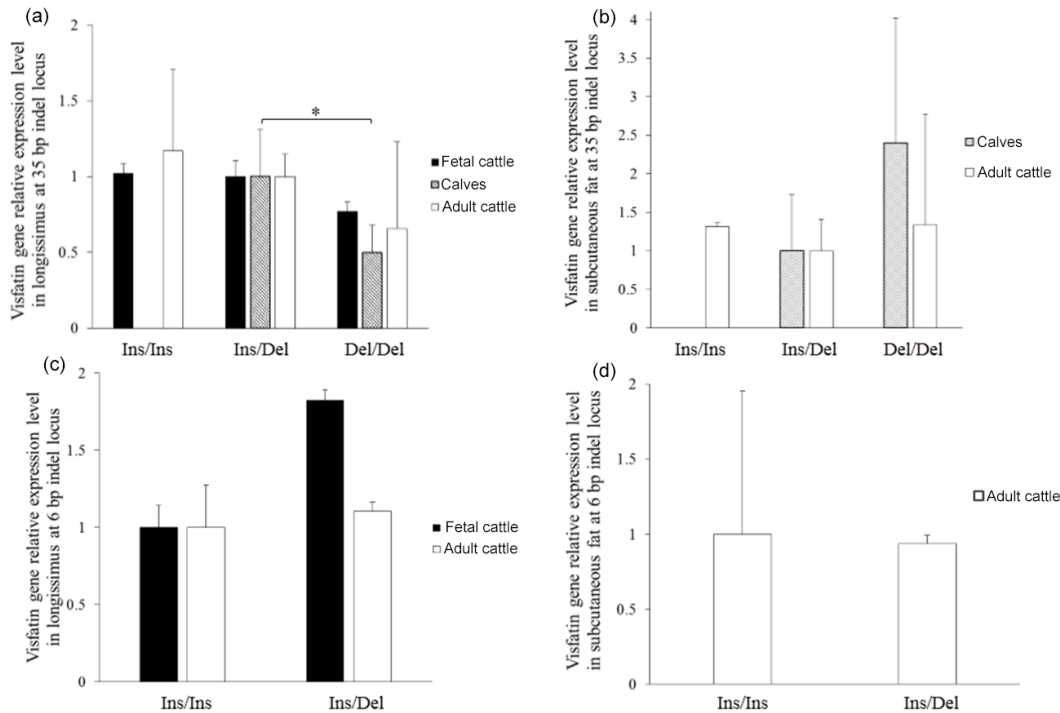 (a)
Visfatin gene relative expression level
in longissimus at 35 bp indel locus
2
1.5
1
0.5
0
*
Ins/Ins
Ins/Del
Del/Del
Fetal cattle
Calves
Adult cattle
(b)
Visfatin gene relative expression level
in subcutaneous fat at 35 bp indel locus
4
3.5
3
2.5
2
1.5
1
0.5
0
Ins/Ins
Ins/Del
Del/Del
Calves
Adult cattle
(c)
Visfatin gene relative expression level
in longissimus at 6 bp indel locus
2
1.5
1
0.5
0
Ins/Ins
Ins/Del
Fetal cattle
Adult cattle
(d)
Visfatin gene relative expression level
in subcutaneous fat at 6 bp indel locus
2
1.5
1
0.5
0
Ins/Ins
Ins/Del
Adult cattle